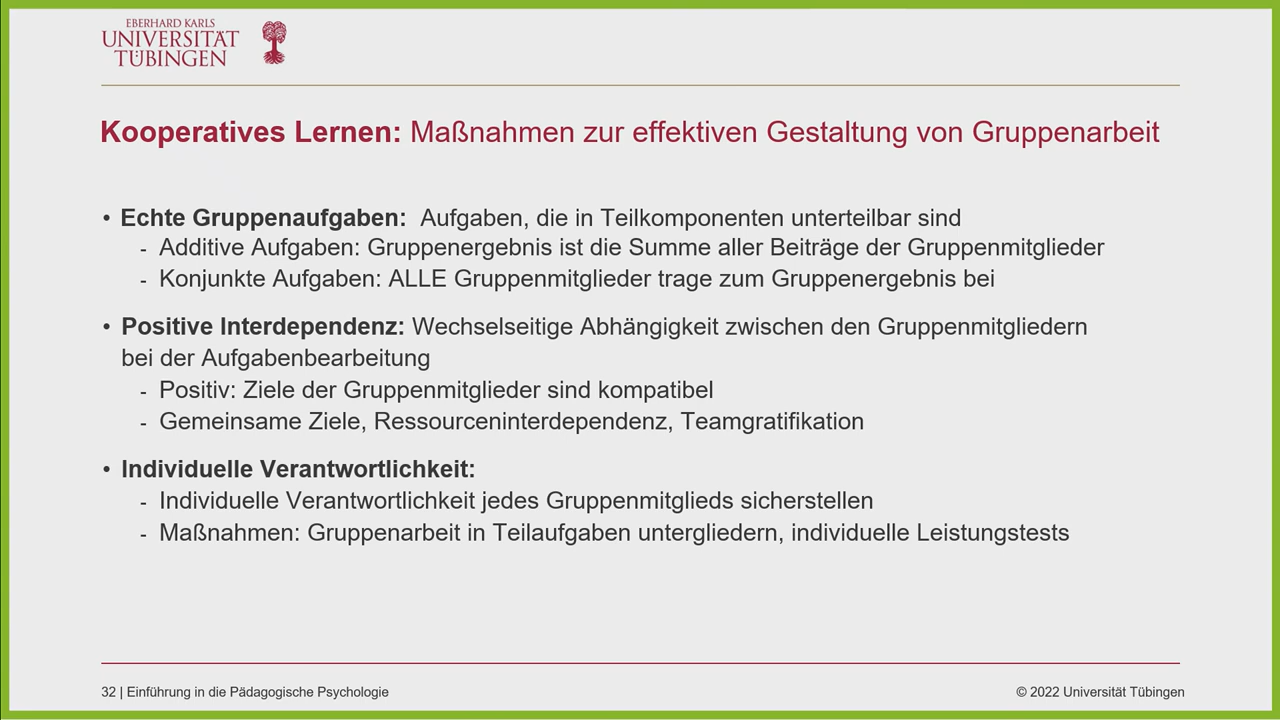 EBERHARD KARLS
UNIVERSITÄT
TÜBINGEN
Kooperatives Lernen: Maßnahmen zur effektiven Gestaltung von Gruppenarbeit
• Echte Gruppenaufgaben: Aufgaben, die in Teilkomponenten unterteilbar sind
- Additive Aufgaben: Gruppenergebnis ist die Summe aller Beiträge der Gruppenmitglieder
- Konjunkte Aufgaben: ALLE Gruppenmitglieder trage zum Gruppenergebnis bei
• Positive Interdependenz: Wechselseitige Abhängigkeit zwischen den Gruppenmitgliedern
bei der Aufgabenbearbeitung
- Positiv: Ziele der Gruppenmitglieder sind kompatibel
- Gemeinsame Ziele, Ressourceninterdependenz, Teamgratifikation
• Individuelle Verantwortlichkeit:
- Individuelle Verantwortlichkeit jedes Gruppenmitglieds sicherstellen
- Maßnahmen: Gruppenarbeit in Teilaufgaben untergliedern, individuelle Leistungstests
32 | Einführung in die Pädagogische Psychologie
© 2022 Universität Tübingen